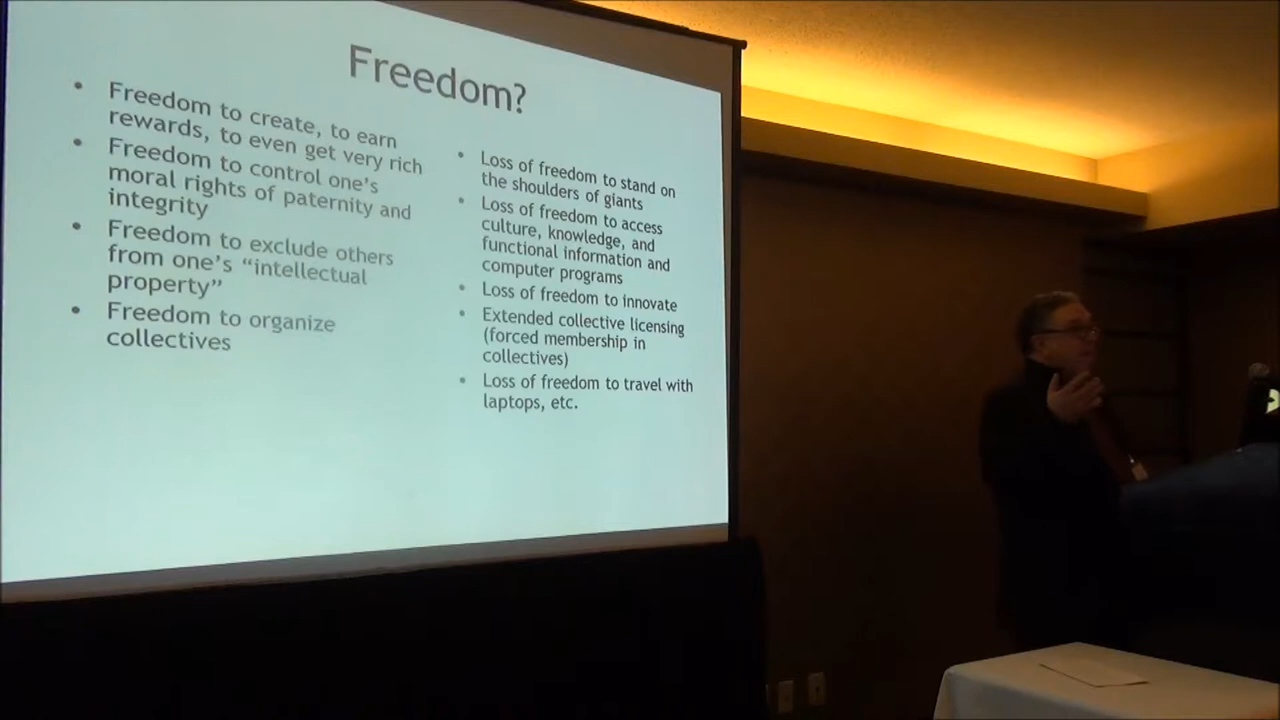 Freedom?
• Freedom to create, to earn
rewards, to even get very rich
• Freedom to control one's
moral rights of paternity and
integrity
• Freedom to exclude others
from one's “intellectual
property”
• Freedom to organize
collectives
• Loss of freedom to stand on
the shoulders of giants
• Loss of freedom to access
culture, knowledge, and
functional information and
computer programs
• Loss of freedom to innovate
• Extended collective licensing
(forced membership in
collectives)
• Loss of freedom to travel with
laptops, etc.